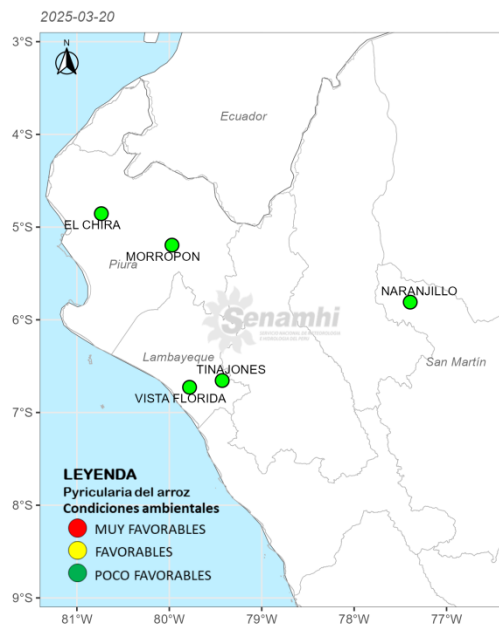 2025-03-20
3°S
4°S
5°S
6°S
7°S
8°S
9°S
N
Ecuador
EL CHIRA
MORROPON
Piura
NARANJILLO
Senamhi
San Martín
Lambayeque
TINAJONES
VISTA FLORIDA
LEYENDA
Pyricularia del arroz
Condiciones ambientales
MUY FAVORABLES
FAVORABLES
POCO FAVORABLES
81°W 80°W 79°W 78°W 77°W